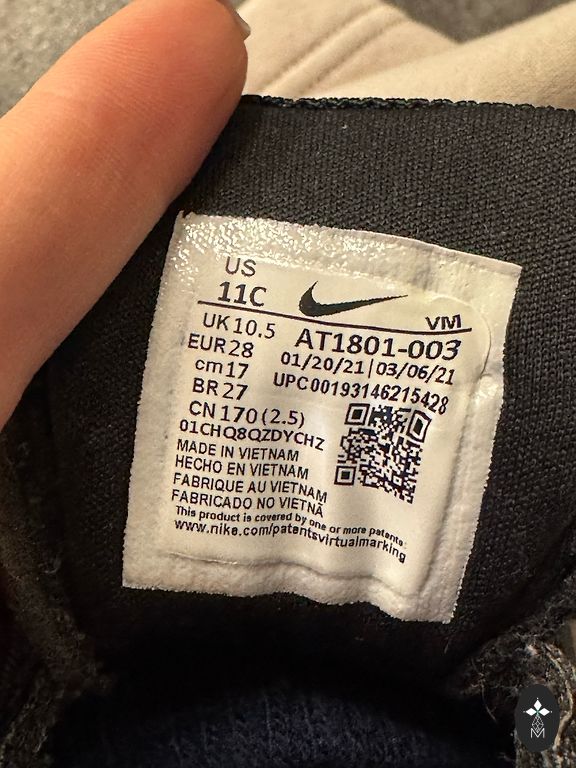 US
11C
VM
UK 10.5
EUR 28
cm 17
BR 27
CN 170 (2.5)
AT1801-003
01/20/21 | 03/06/21
UPC00193146215428
01CHQ8QZDYCHZ
MADE IN VIETNAM
HECHO EN VIETNAM
FABRIQUE AU VIETNAM
FABRICADO NO VIETNÃ
This product is covered by one or more patents.
www.nike.com/patentsvirtualmarking
M